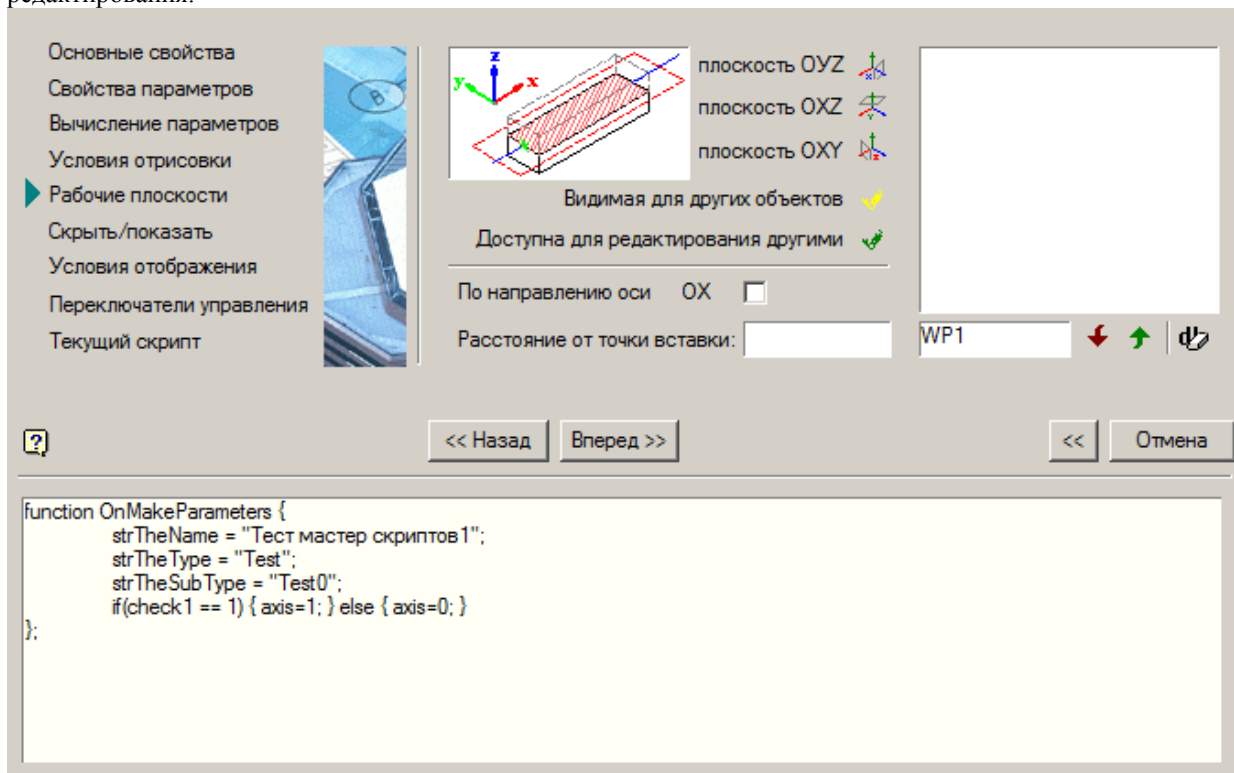 редактирования.
Основные свойства
Свойства параметров
Вычисление параметров
Условия отрисовки
Рабочие плоскости
Скрыть/показать
Условия отображения
Переключатели управления
Текущий скрипт
B
z
y
x
плоскость OYZ
плоскость OXZ
плоскость OXY
Видимая для других объектов
Доступна для редактирования другими
По направлению оси OX
Расстояние от точки вставки:
WP1
<< Назад
Вперед >>
<<
Отмена
function OnMakeParameters {
strTheName = "Тест мастер скриптов1";
strTheType = "Test";
strTheSubType = "Test0";
if(check1 == 1) { axis=1; } else { axis=0; }
};